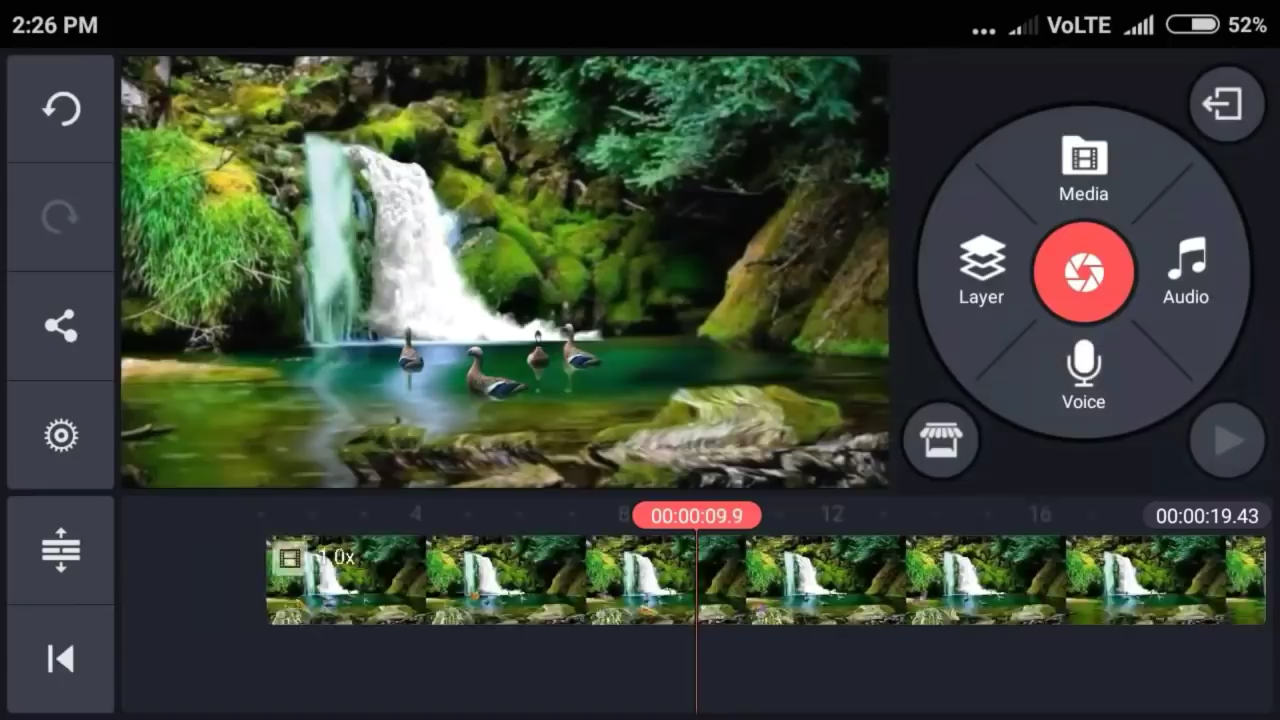 2:26 PM
... VoLTE 52%
Media
Layer
Audio
Voice
4
8
00:00:09.9
12
16
00:00:19.43
1.0x